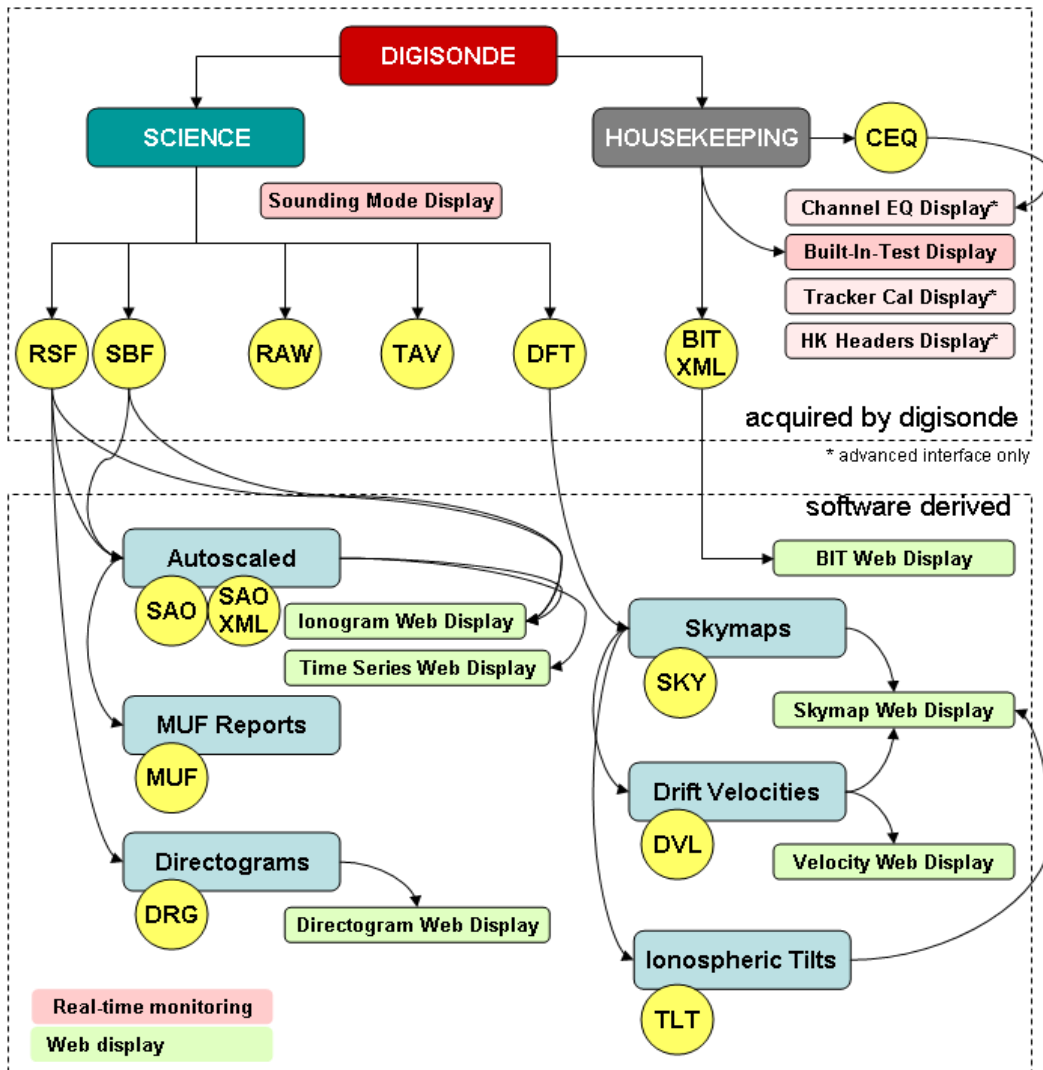 DIGISONDE
SCIENCE
HOUSEKEEPING
CEQ
Sounding Mode Display
Channel EQ Display*
Built-In-Test Display
Tracker Cal Display*
HK Headers Display*
RSF
SBF
RAW
TAV
DFT
BIT
XML
acquired by digisonde
* advanced interface only
software derived
Autoscaled
SAO
SAO
XML
BIT Web Display
Ionogram Web Display
Time Series Web Display
Skymaps
SKY
Skymap Web Display
MUF Reports
MUF
Drift Velocities
DVL
Velocity Web Display
Directograms
DRG
Directogram Web Display
Ionospheric Tilts
TLT
Real-time monitoring
Web display